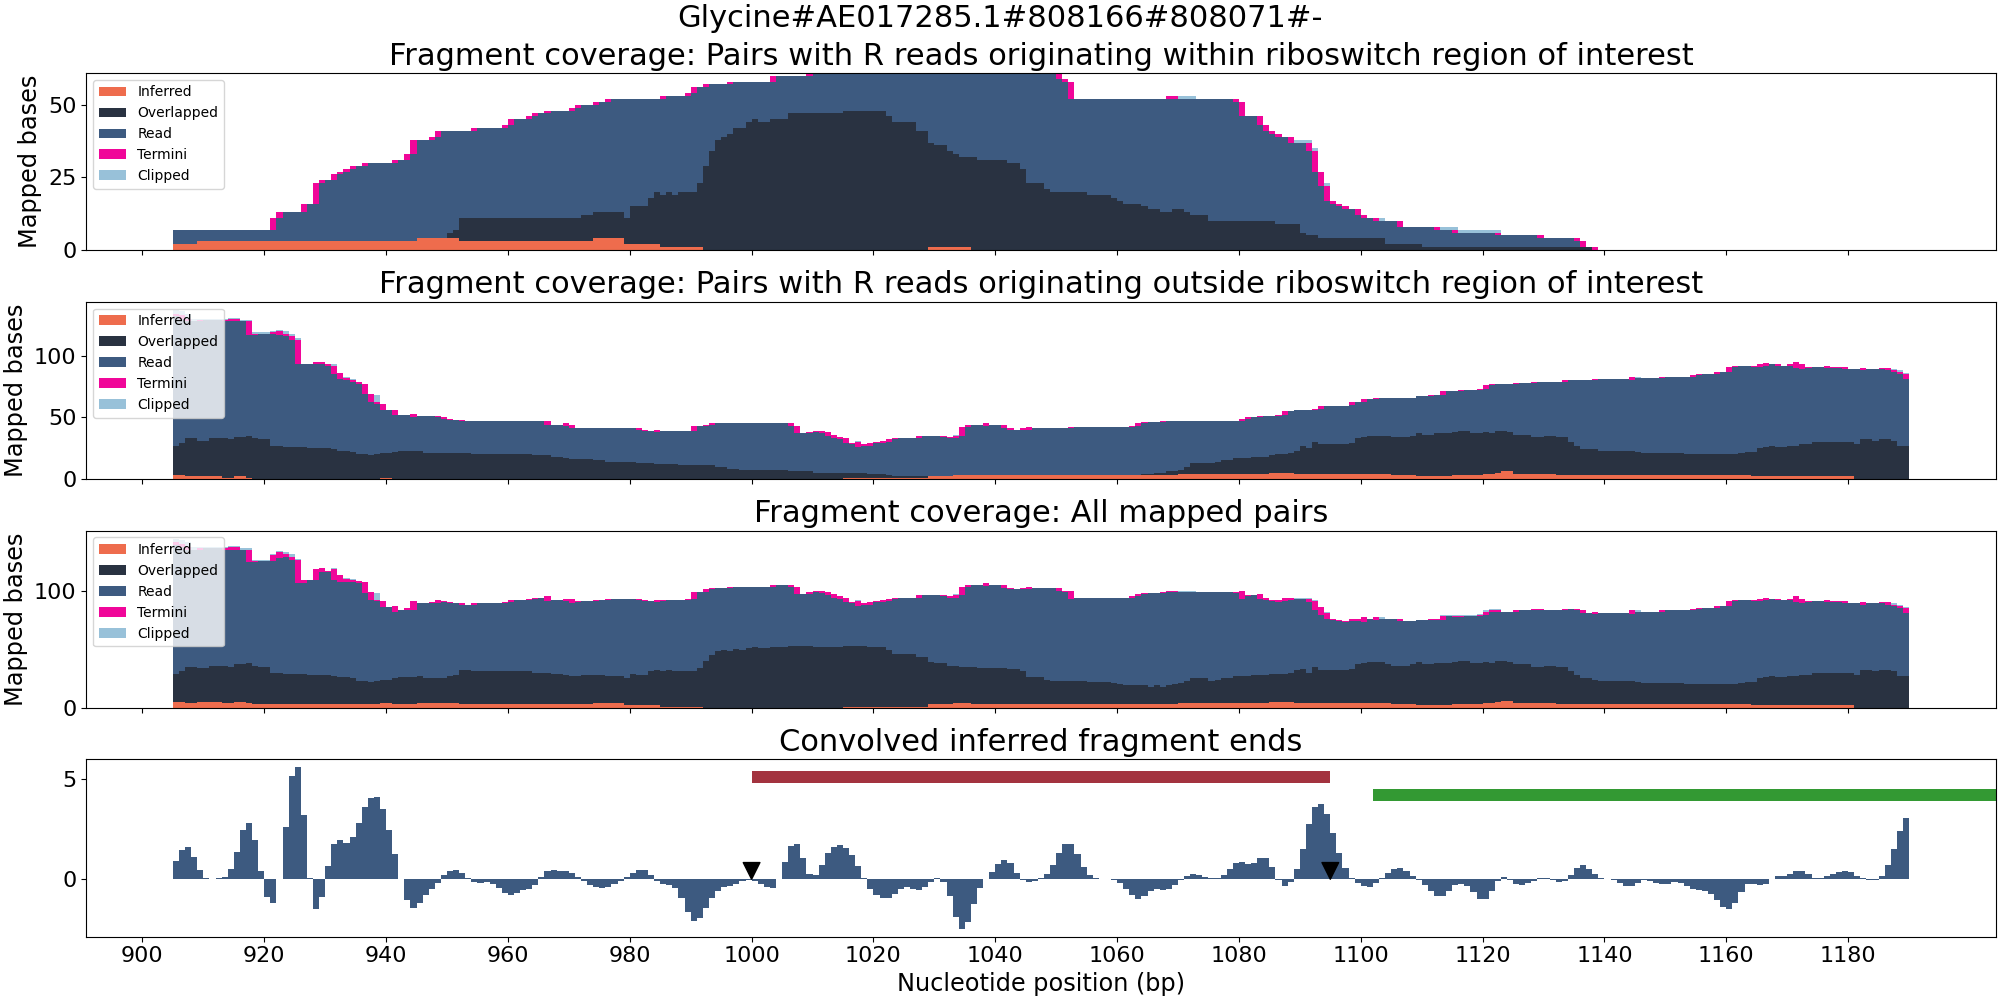 Glycine#AE017285.1#808166#808071#-
Fragment coverage: Pairs with R reads originating within riboswitch region of interest
Mapped bases
50
25
0
Inferred
Overlapped
Read
Termini
Clipped
Fragment coverage: Pairs with R reads originating outside riboswitch region of interest
Mapped bases
100
50
0
Inferred
Overlapped
Read
Termini
Clipped
Fragment coverage: All mapped pairs
Mapped bases
100
0
Inferred
Overlapped
Read
Termini
Clipped
Convolved inferred fragment ends
5
0
900 920 940 960 980 1000 1020 1040 1060 1080 1100 1120 1140 1160 1180
Nucleotide position (bp)